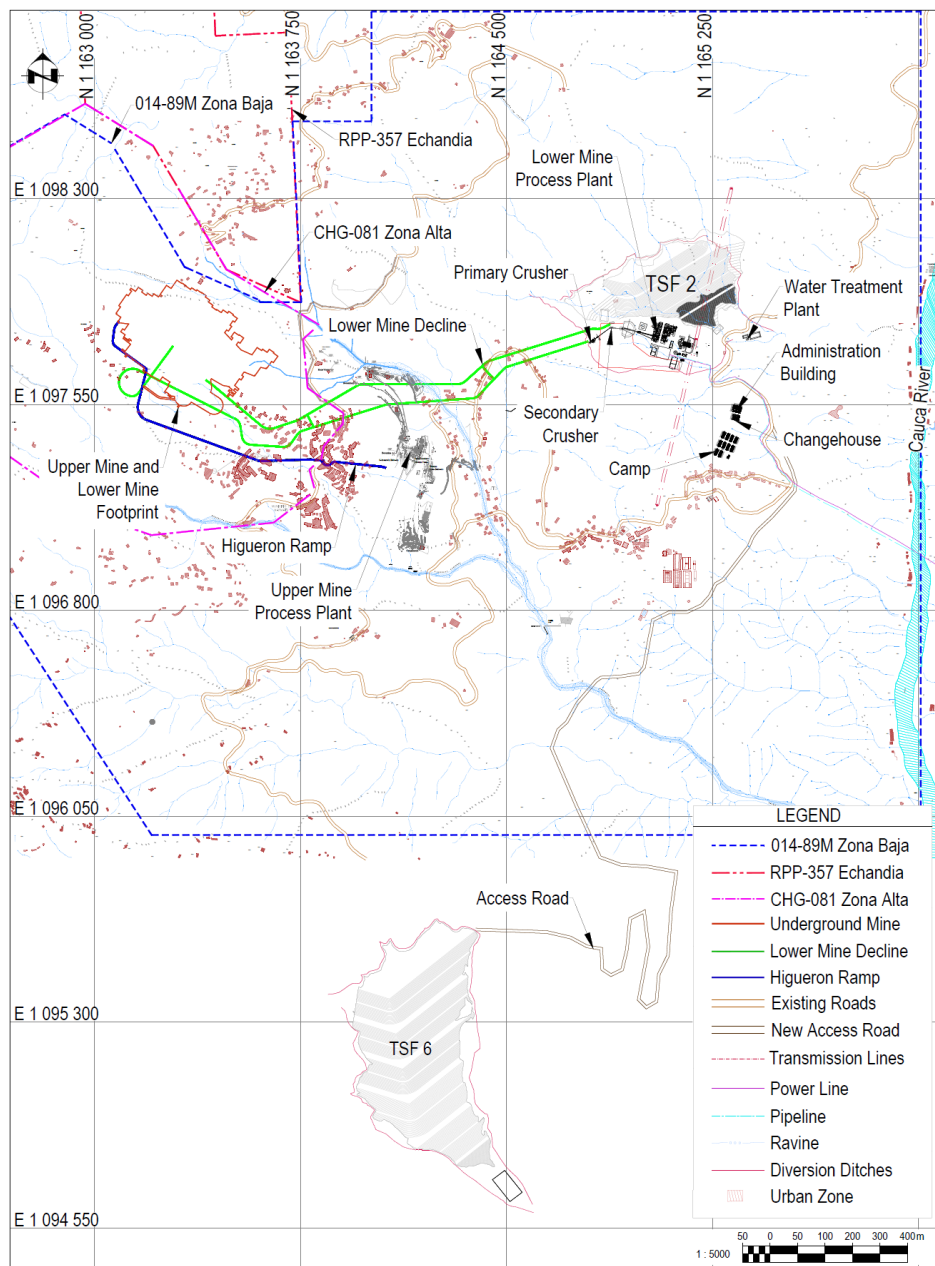 N 1 163 000
N 1 163 750
N 1 164 500
N 1 165 250
N
014-89M Zona Baja
RPP-357 Echandia
Lower Mine
Process Plant
E 1 098 300
CHG-081 Zona Alta
Primary Crusher
TSF 2
Water Treatment
Plant
Lower Mine Decline
Administration
Building
E 1 097 550
Secondary
Crusher
Changehouse
Cauca River
Camp
Upper Mine and
Lower Mine
Footprint
Higueron Ramp
Upper Mine
Process Plant
E 1 096 800
E 1 096 050
LEGEND
014-89M Zona Baja
RPP-357 Echandia
CHG-081 Zona Alta
Underground Mine
Lower Mine Decline
Higueron Ramp
Existing Roads
New Access Road
Transmission Lines
Power Line
Pipeline
Ravine
Diversion Ditches
Urban Zone
Access Road
E 1 095 300
TSF 6
E 1 094 550
1 : 5000
50 0 50 100 200 300 400m